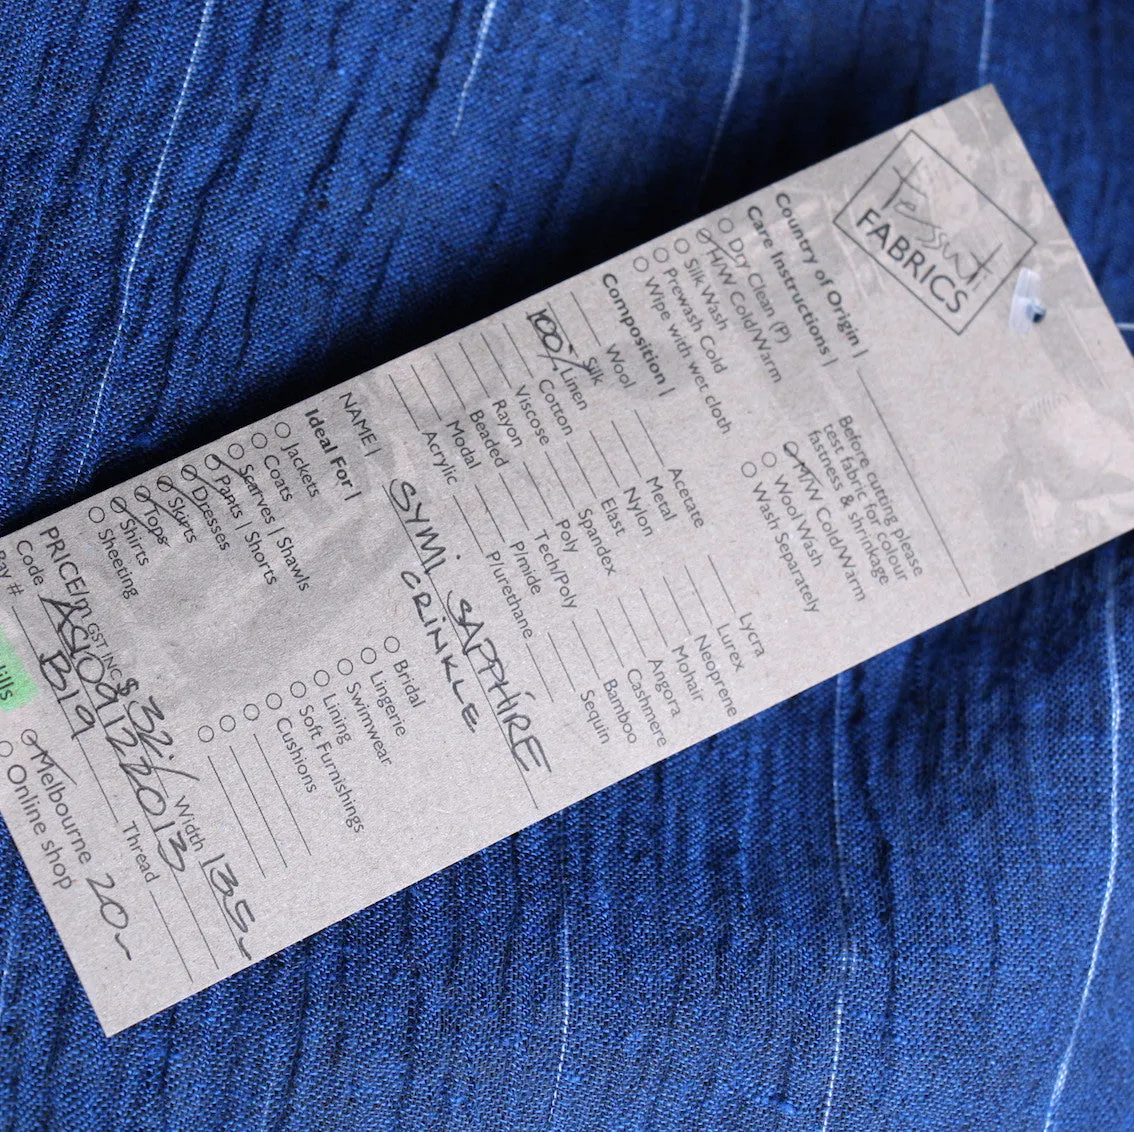 tessuti
FABRICS
Country of Origin |
Care Instructions |
Before cutting please
test fabric for colour
fastness & shrinkage
Dry Clean (P)
H/W Cold/Warm
Silk Wash
Prewash Cold
Wipe with wet cloth
M/W Cold/Warm
Wool Wash
Wash Separately
Composition |
Wool
Silk
100% Linen
Cotton
Viscose
Rayon
Beaded
Modal
Acrylic
Acetate
Metal
Nylon
Elast
Spandex
Poly
Tech/Poly
P/mide
P/urethane
Lycra
Lurex
Neoprene
Mohair
Angora
Cashmere
Bamboo
Sequin
NAME | SYMI SAPPHIRE
CRINKLE
Ideal For |
Jackets
Coats
Scarves | Shawls
Pants | Shorts
Dresses
Skirts
Tops
Shirts
Sheeting
Bridal
Lingerie
Swimwear
Lining
Soft Furnishings
Cushions
PRICE/m GST INC $ 32./ Width 135
Code
B19 Thread
Melbourne 20
Online shop